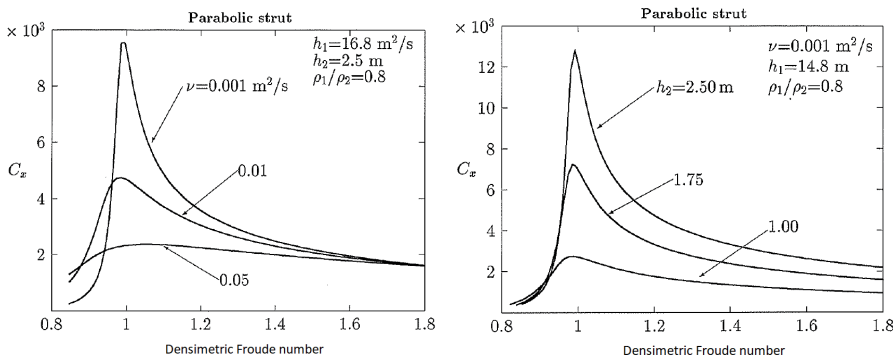 Parabolic strut
× 10³
h₁=16.8 m²/s
h₂=2.5 m
ρ₁/ρ₂=0.8
ν=0.001 m²/s
8
6
4
2
Cₓ
0.01
0.05
0.8
1
1.2
1.4
1.6
1.8
Densimetric Froude number
Parabolic strut
× 10³
ν=0.001 m²/s
h₁=14.8 m
ρ₁/ρ₂=0.8
h₂=2.50 m
12
10
8
6
4
2
Cₓ
1.75
1.00
0.8
1
1.2
1.4
1.6
1.8
Densimetric Froude number